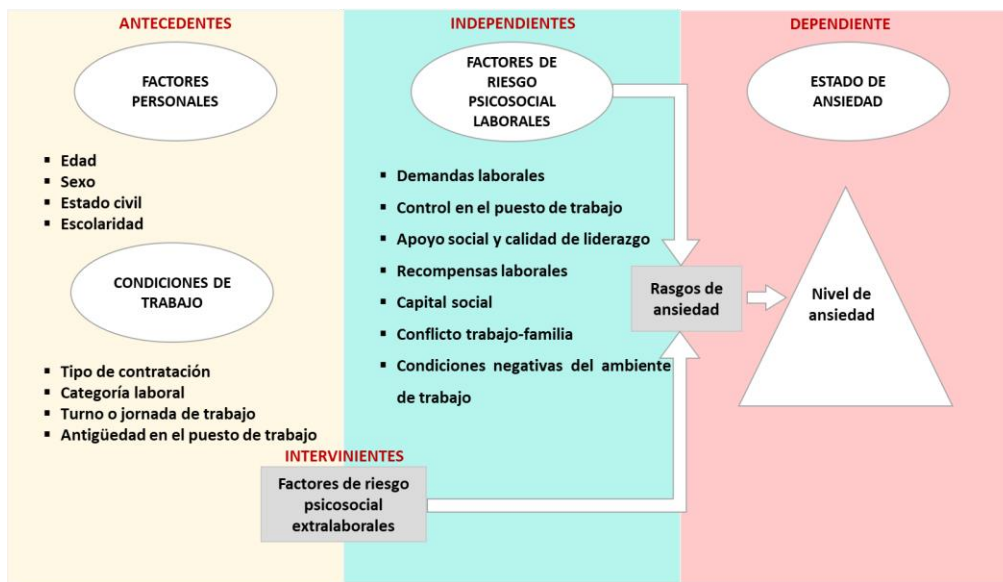 ANTECEDENTES
FACTORES
PERSONALES
▪ Edad
▪ Sexo
▪ Estado civil
▪ Escolaridad
CONDICIONES DE
TRABAJO
▪ Tipo de contratación
▪ Categoría laboral
▪ Turno o jornada de trabajo
▪ Antigüedad en el puesto de trabajo
INTERVINIENTES
Factores de riesgo
psicosocial
extralaborales
INDEPENDIENTES
FACTORES DE
RIESGO
PSICOSOCIAL
LABORALES
▪ Demandas laborales
▪ Control en el puesto de trabajo
▪ Apoyo social y calidad de liderazgo
▪ Recompensas laborales
▪ Capital social
▪ Conflicto trabajo-familia
▪ Condiciones negativas del ambiente
de trabajo
Rasgos de
ansiedad
DEPENDIENTE
ESTADO DE
ANSIEDAD
Nivel de
ansiedad